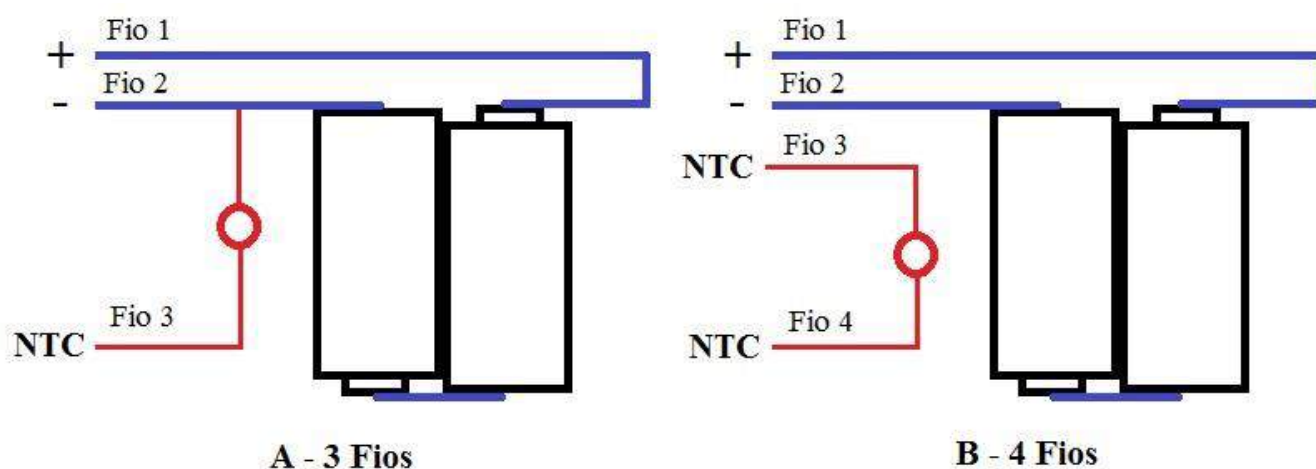 + Fio 1
- Fio 2
Fio 3
NTC
A - 3 Fios
+ Fio 1
- Fio 2
NTC Fio 3
NTC Fio 4
B - 4 Fios